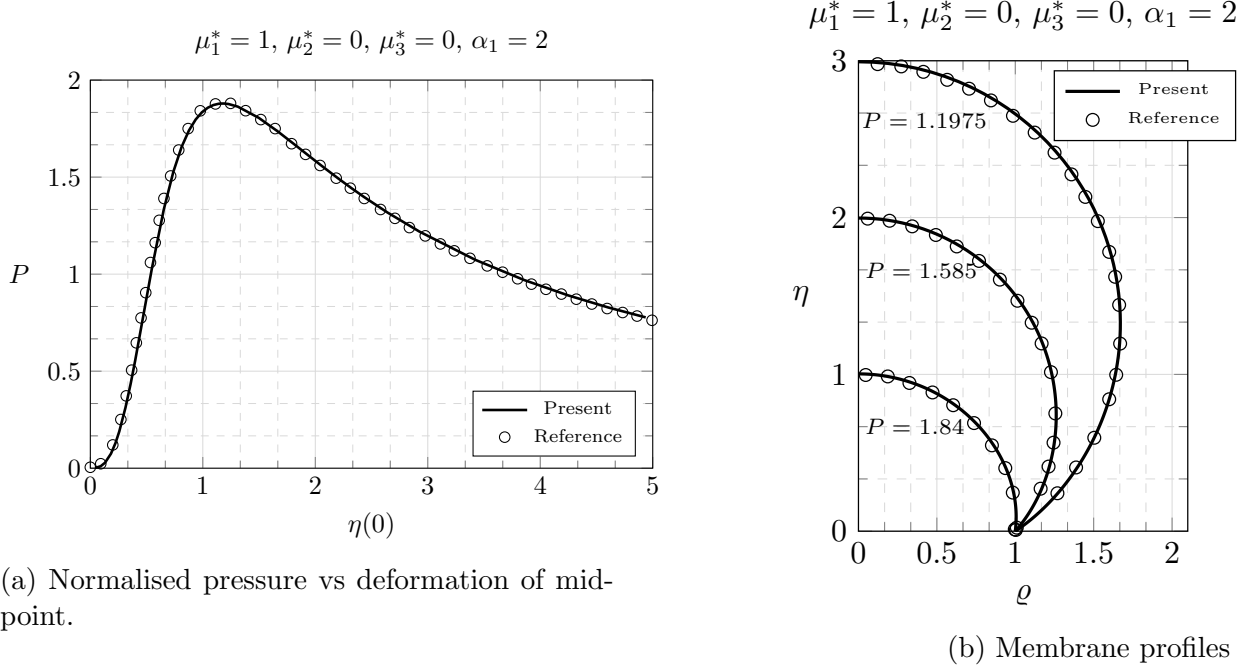 μ₁* = 1, μ₂* = 0, μ₃* = 0, α₁ = 2
2
1.5
1
0.5
0
P
0 1 2 3 4 5
η(0)
Present
Reference
(a) Normalised pressure vs deformation of mid-
point.
μ₁* = 1, μ₂* = 0, μ₃* = 0, α₁ = 2
3
2
1
0
η
P = 1.1975
P = 1.585
P = 1.84
Present
Reference
0 0.5 1 1.5 2
ϱ
(b) Membrane profiles